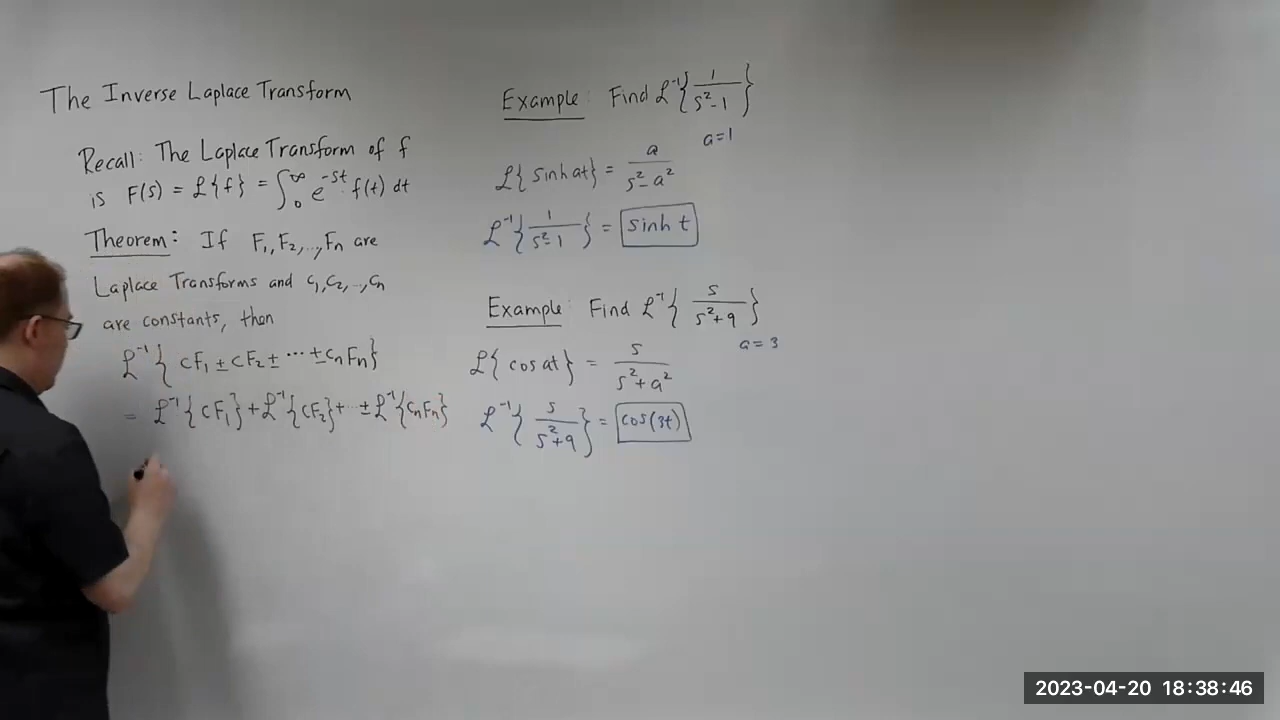 The Inverse Laplace Transform
Recall: The Laplace Transform of f
is F(s) = ℒ{f} = ∫₀^∞ e^(-st) · f(t) dt
Theorem: If F₁, F₂, ..., Fn are
Laplace Transforms and c₁, c₂, ..., cn
are constants, then
ℒ⁻¹{ cF₁ ± cF₂ ± ··· ± cnFn}
= ℒ⁻¹{cF₁} + ℒ⁻¹{cF₂} + ··· ± ℒ⁻¹{cnFn}
Example: Find ℒ⁻¹{1/(s²-1)}
a=1
ℒ{sinh at} = a/(s²-a²)
ℒ⁻¹{1/(s²-1)} = sinh t
Example: Find ℒ⁻¹{s/(s²+9)}
a=3
ℒ{cos at} = s/(s²+a²)
ℒ⁻¹{s/(s²+9)} = cos(3t)
2023-04-20 18:38:46